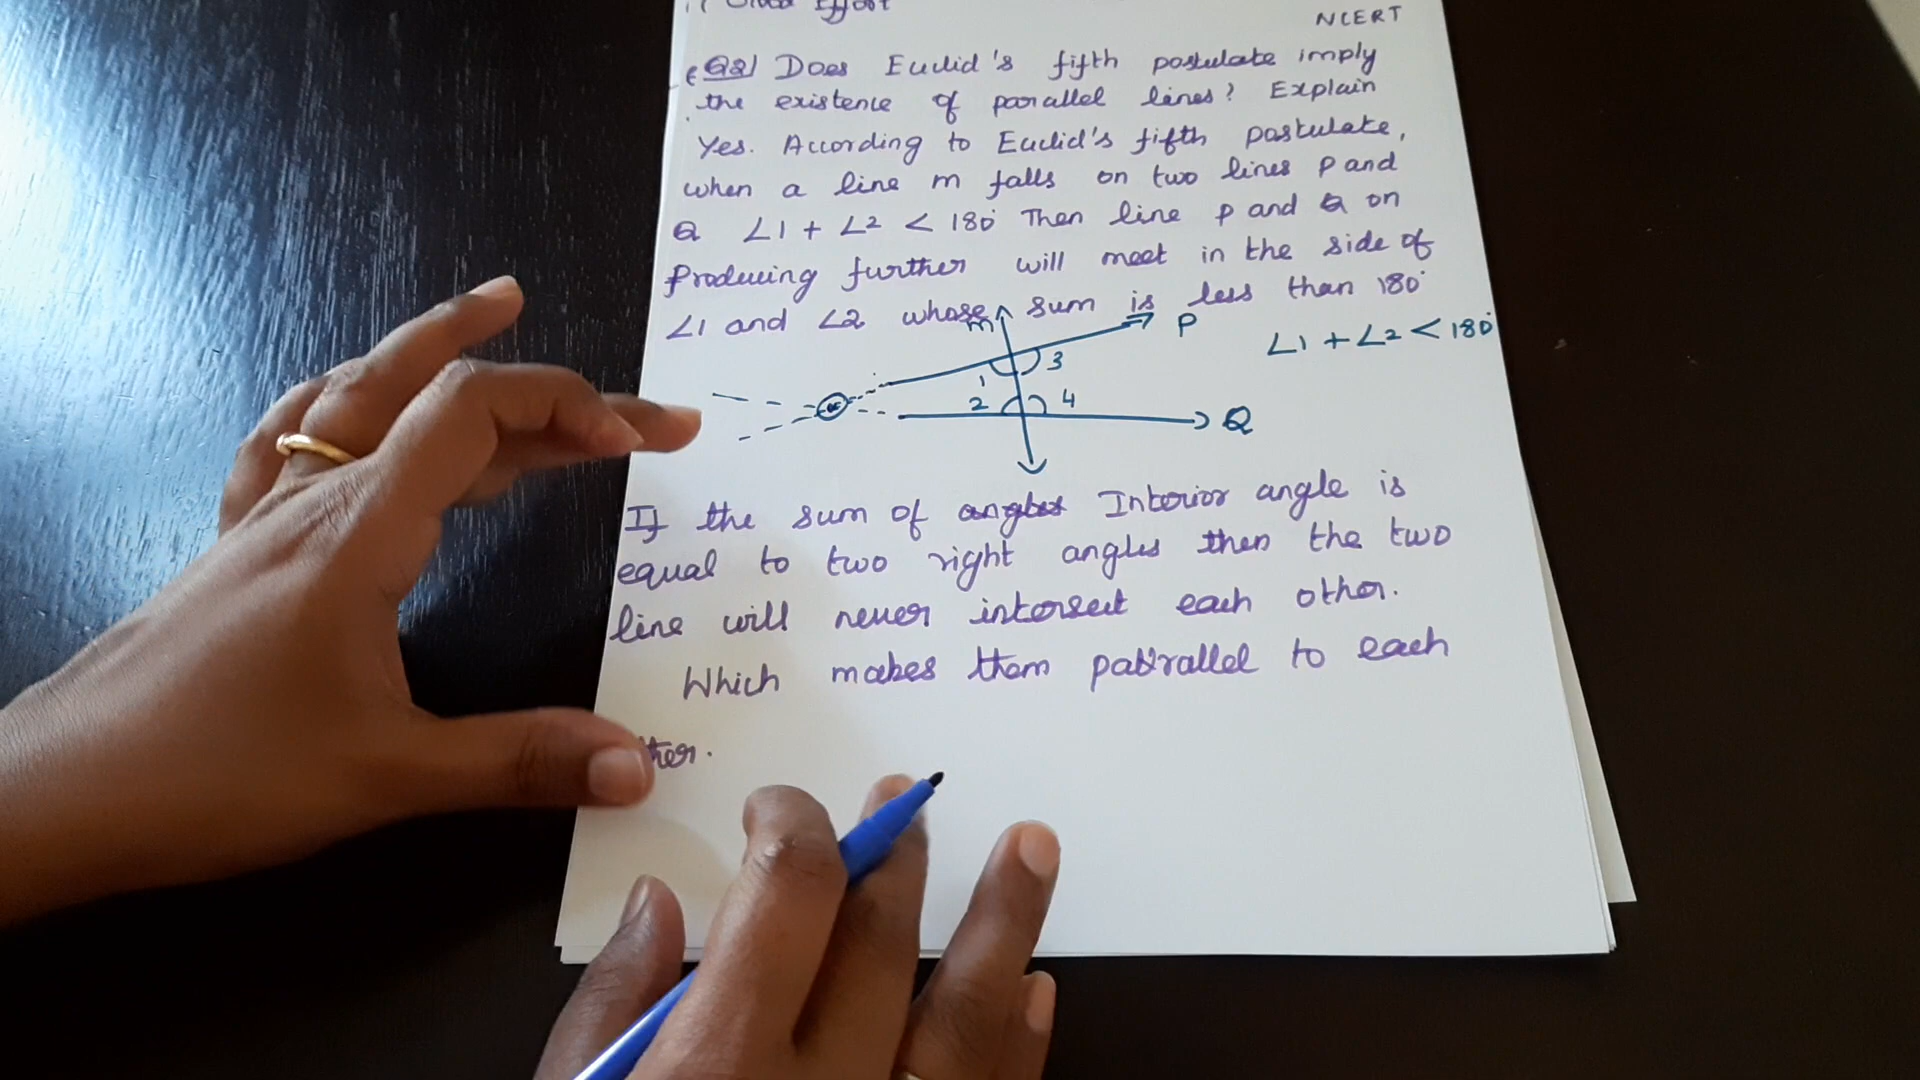 NCERT
Q2) Does Euclid's fifth postulate imply
the existence of parallel lines? Explain
Yes. According to Euclid's fifth postulate,
when a line m falls on two lines P and
Q ∠1 + ∠2 < 180° Then line P and Q on
Producing further will meet in the side of
∠1 and ∠2 whose sum is less than 180°
m
P
∠1 + ∠2 < 180°
1
3
2
4
Q
If the sum of Interior angle is
equal to two right angles then the two
line will never intersect each other.
Which makes them parallel to each
ther.